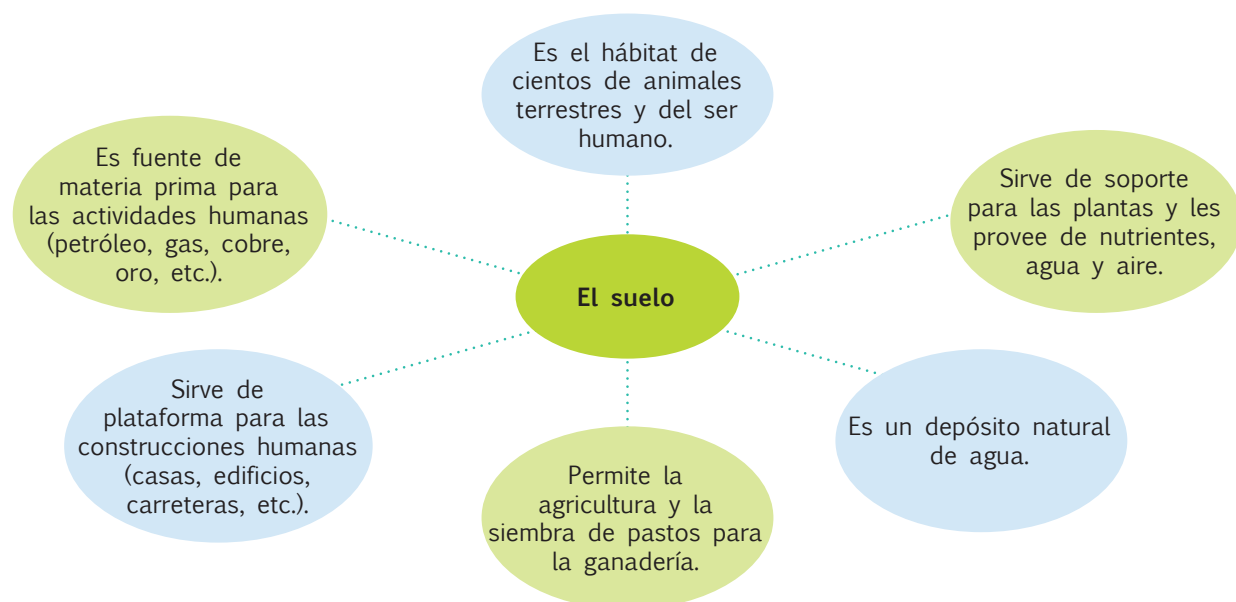 Es el hábitat de
cientos de animales
terrestres y del ser
humano.
Es fuente de
materia prima para
las actividades humanas
(petróleo, gas, cobre,
oro, etc.).
Sirve de soporte
para las plantas y les
provee de nutrientes,
agua y aire.
El suelo
Sirve de
plataforma para las
construcciones humanas
(casas, edificios,
carreteras, etc.).
Es un depósito natural
de agua.
Permite la
agricultura y la
siembra de pastos para
la ganadería.